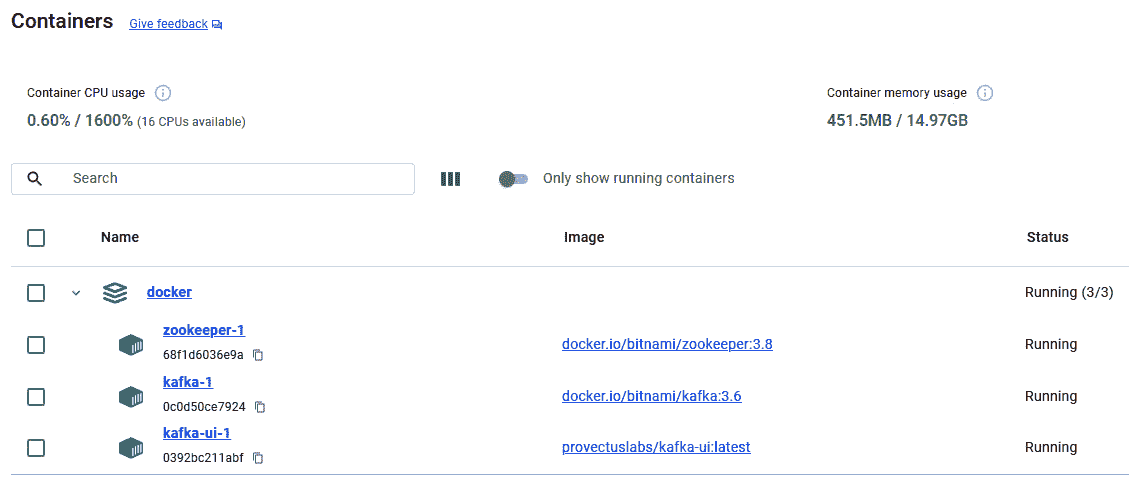 Containers Give feedback
Container CPU usage Container memory usage
0.60% / 1600% (16 CPUs available) 451.5MB / 14.97GB
Search Only show running containers
Name Image Status
docker Running (3/3)
zookeeper-1
68f1d6036e9a docker.io/bitnami/zookeeper:3.8 Running
kafka-1
0c0d50ce7924 docker.io/bitnami/kafka:3.6 Running
kafka-ui-1
0392bc211abf provectuslabs/kafka-ui:latest Running